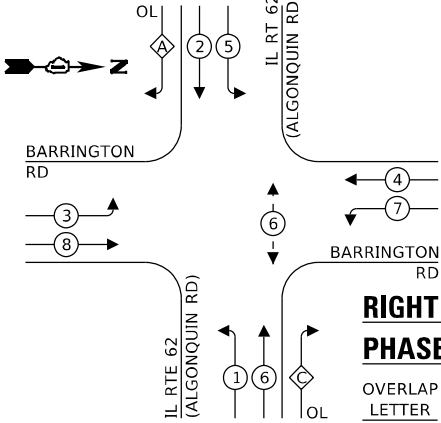 OL
A
2
5
IL RT 62
(ALGONQUIN RD)
N
BARRINGTON
RD
4
3
7
6
8
BARRINGTON
RD
IL RTE 62
(ALGONQUIN RD)
RIGHT
PHASE
1
6
C
OVERLAP
LETTER
OL